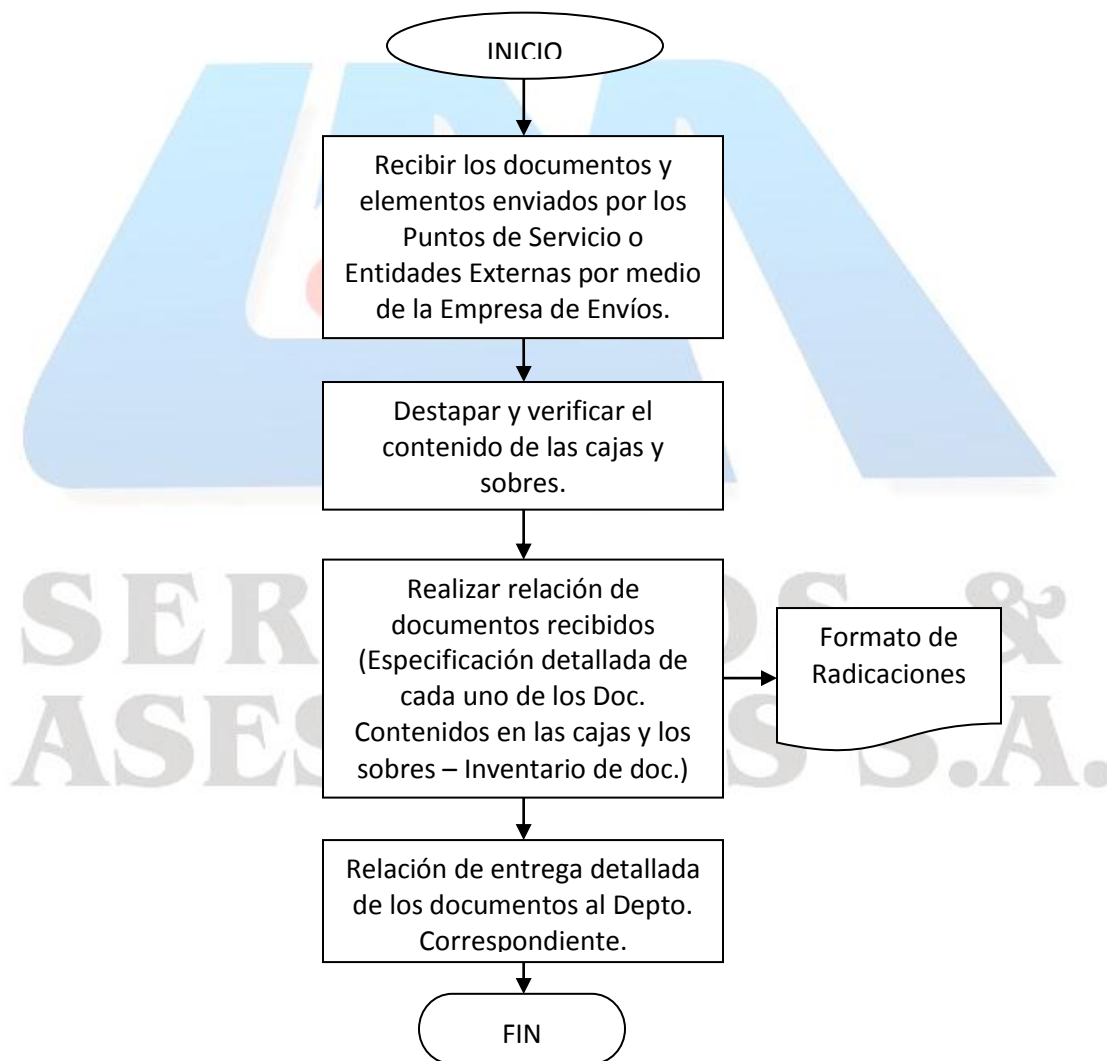 INICIO
Recibir los documentos y
elementos enviados por los
Puntos de Servicio o
Entidades Externas por medio
de la Empresa de Envíos.
Destapar y verificar el
contenido de las cajas y
sobres.
Realizar relación de
documentos recibidos
(Especificación detallada de
cada uno de los Doc.
Contenidos en las cajas y los
sobres – Inventario de doc.)
Formato de
Radicaciones
Relación de entrega detallada
de los documentos al Depto.
Correspondiente.
FIN
&
S.A.